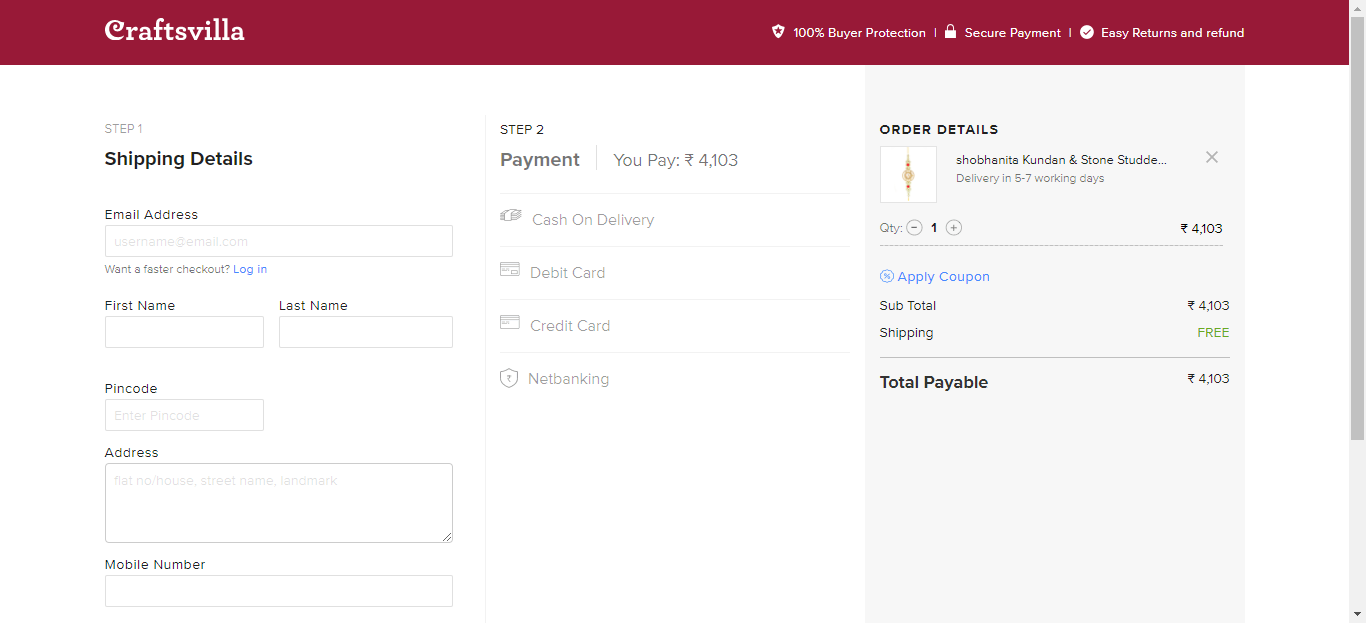 Craftsvilla
100% Buyer Protection | Secure Payment | Easy Returns and refund
STEP 1
Shipping Details
Email Address
username@email.com
Want a faster checkout? Log in
First Name
Last Name
Pincode
Enter Pincode
Address
flat no/house, street name, landmark
Mobile Number
STEP 2
Payment | You Pay: ₹ 4,103
Cash On Delivery
Debit Card
Credit Card
Netbanking
ORDER DETAILS
shobhanita Kundan & Stone Studde...
Delivery in 5-7 working days
Qty: 1 ₹ 4,103
Apply Coupon
Sub Total ₹ 4,103
Shipping FREE
Total Payable ₹ 4,103